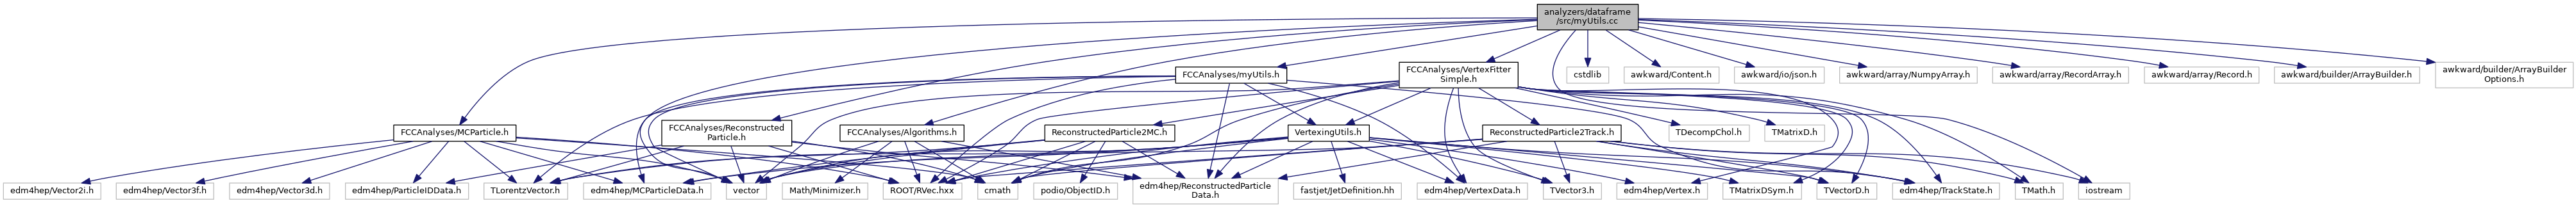 analyzers/dataframe
/src/myUtils.cc
FCCAnalyses/myUtils.h
FCCAnalyses/VertexFitter
Simple.h
cstdlib
awkward/Content.h
awkward/io/json.h
awkward/array/NumpyArray.h
awkward/array/RecordArray.h
awkward/array/Record.h
awkward/builder/ArrayBuilder.h
awkward/builder/ArrayBuilder
Options.h
FCCAnalyses/MCParticle.h
FCCAnalyses/Reconstructed
Particle.h
FCCAnalyses/Algorithms.h
ReconstructedParticle2MC.h
VertexingUtils.h
ReconstructedParticle2Track.h
TDecompChol.h
TMatrixD.h
edm4hep/Vector2i.h
edm4hep/Vector3f.h
edm4hep/Vector3d.h
edm4hep/ParticleIDData.h
TLorentzVector.h
edm4hep/MCParticleData.h
vector
Math/Minimizer.h
ROOT/RVec.hxx
cmath
podio/ObjectID.h
edm4hep/ReconstructedParticle
Data.h
fastjet/JetDefinition.hh
edm4hep/VertexData.h
TVector3.h
edm4hep/Vertex.h
TMatrixDSym.h
TVectorD.h
edm4hep/TrackState.h
TMath.h
iostream